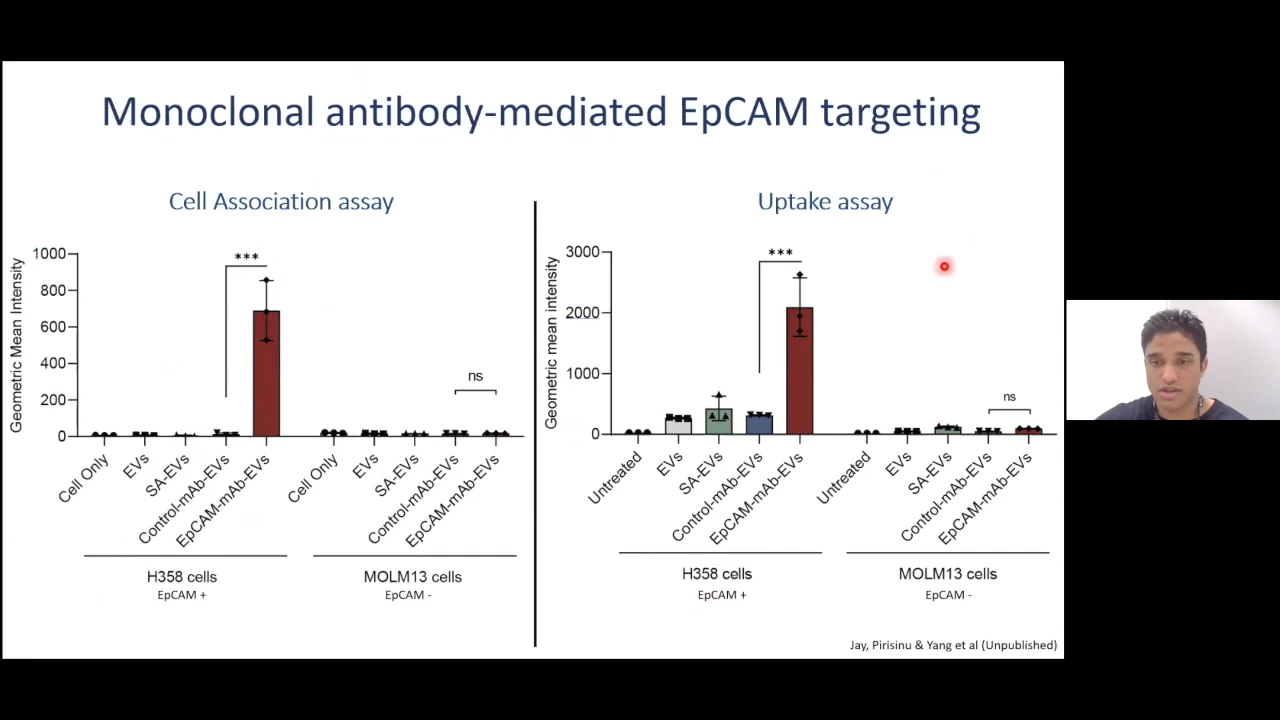 Monoclonal antibody-mediated EpCAM targeting
Cell Association assay
Geometric Mean Intensity
1000
800
600
400
200
0
***
ns
Cell Only
EVs
SA-EVs
Control-mAb-EVs
EpCAM-mAb-EVs
Cell Only
EVs
SA-EVs
Control-mAb-EVs
EpCAM-mAb-EVs
H358 cells
EpCAM +
MOLM13 cells
EpCAM -
Uptake assay
Geometric mean intensity
3000
2000
1000
0
***
ns
Untreated
EVs
SA-EVs
Control-mAb-EVs
EpCAM-mAb-EVs
Untreated
EVs
SA-EVs
Control-mAb-EVs
EpCAM-mAb-EVs
H358 cells
EpCAM +
MOLM13 cells
EpCAM -
Jay, Pirisinu & Yang et al (Unpublished)